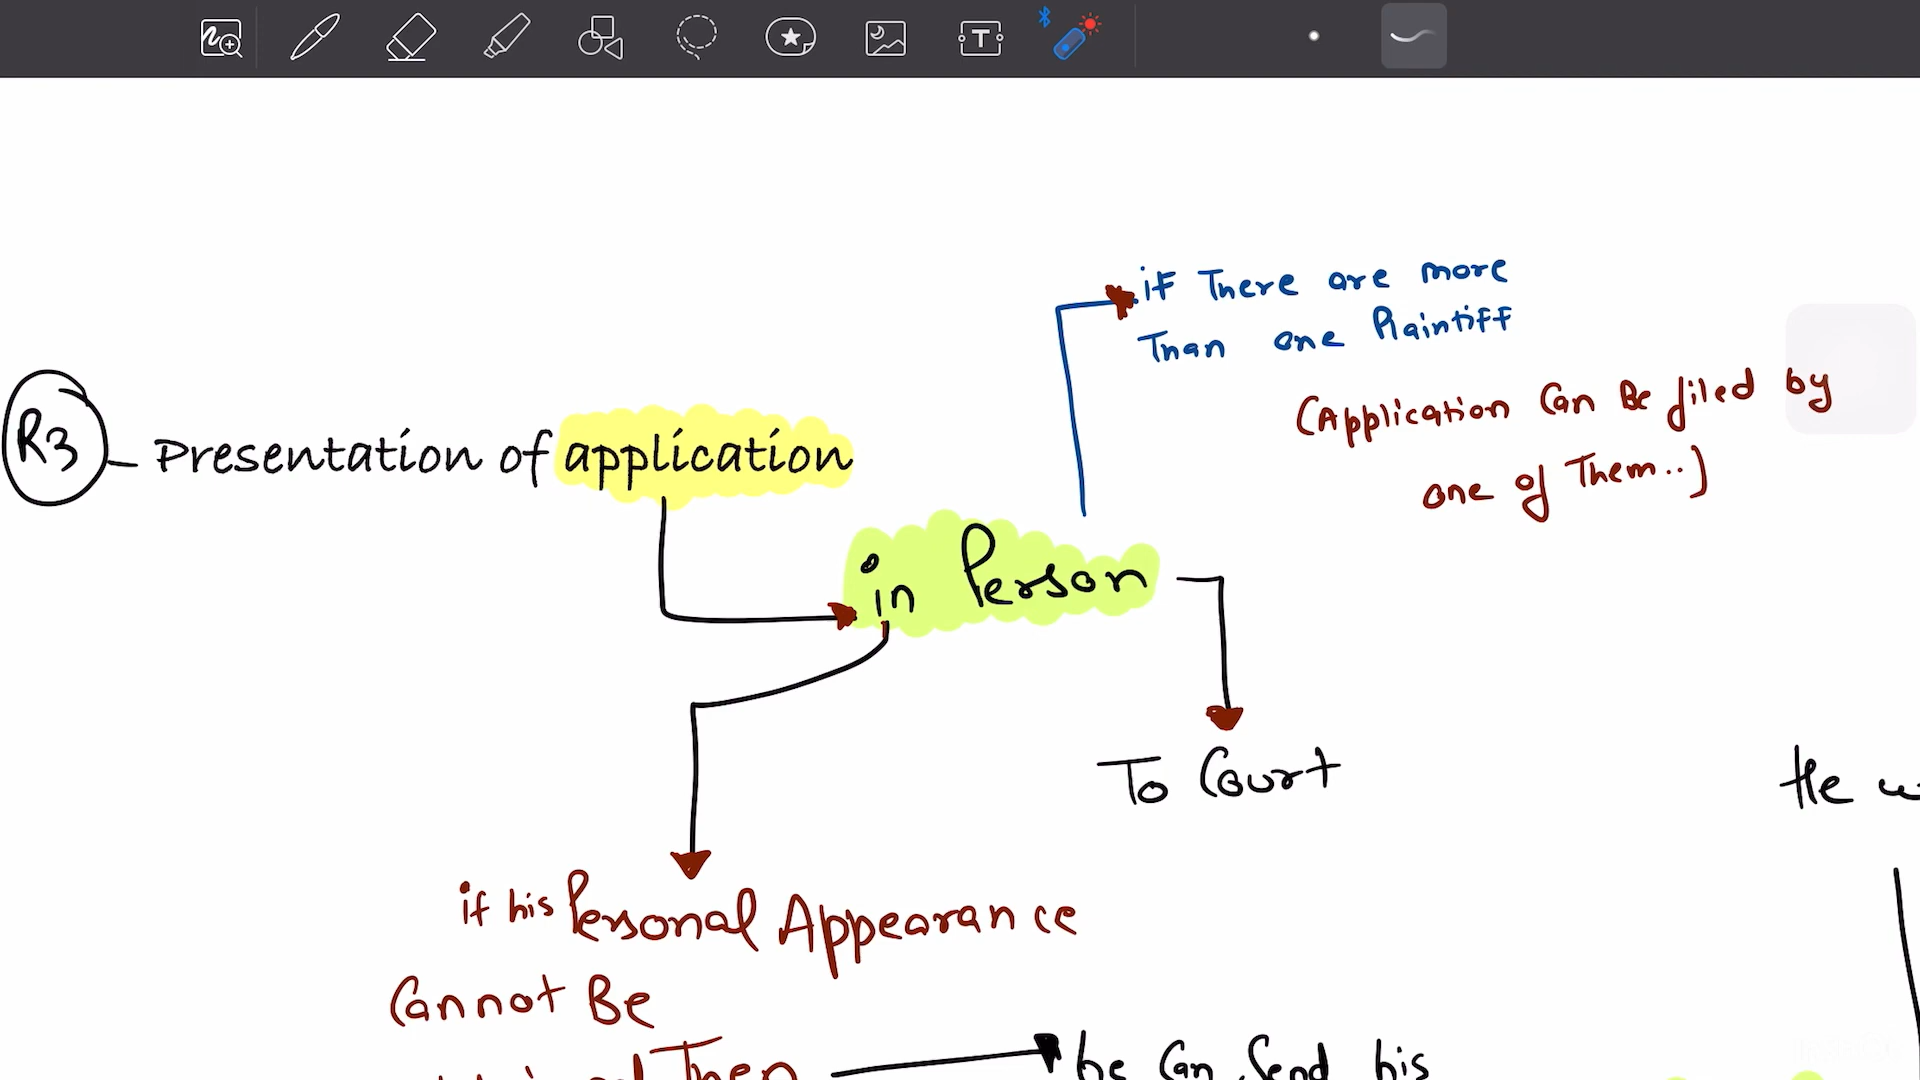 if There are more
Than one Plaintiff
(Application Can Be filed by
one of Them..)
R3 - Presentation of application
in Person
To Court
He
if his Personal Appearance
Cannot Be
Then
he Can Send his